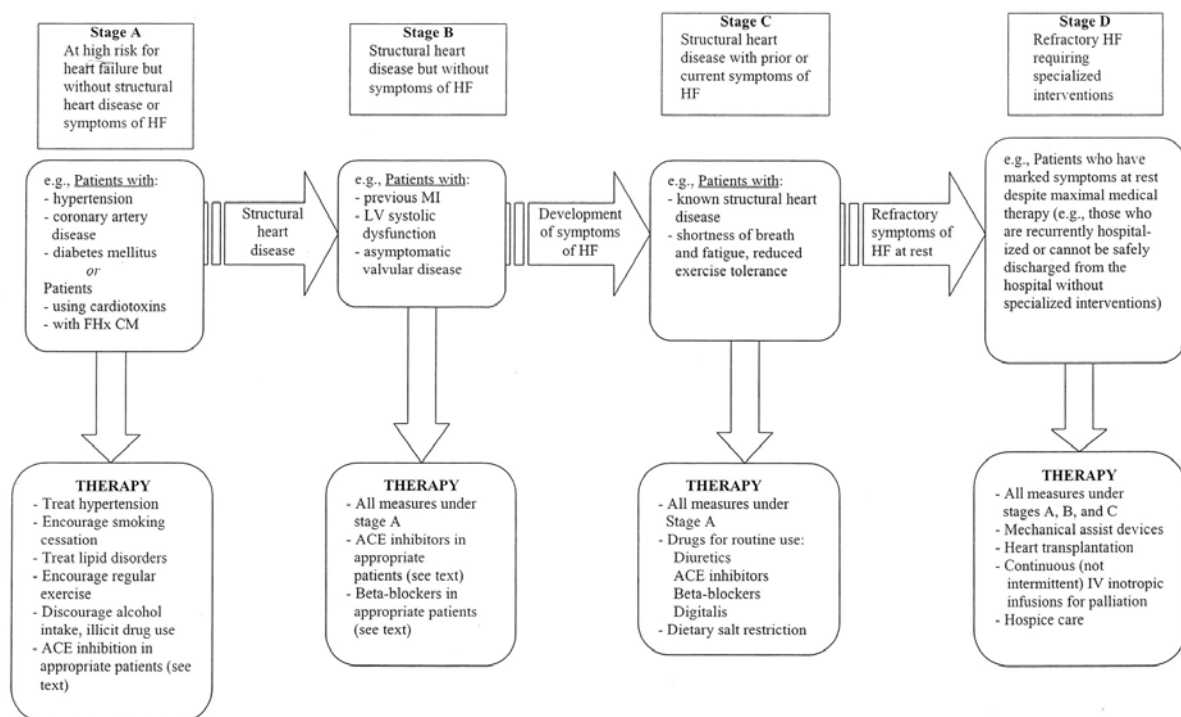 Stage A
At high risk for
heart failure but
without structural
heart disease or
symptoms of HF
Stage B
Structural heart
disease but without
symptoms of HF
Stage C
Structural heart
disease with prior or
current symptoms of
HF
Stage D
Refractory HF
requiring
specialized
interventions
e.g., Patients with:
- hypertension
- coronary artery
disease
- diabetes mellitus
or
Patients
- using cardiotoxins
- with FHx CM
Structural
heart
disease
e.g., Patients with:
- previous MI
- LV systolic
dysfunction
- asymptomatic
valvular disease
Development
of symptoms
of HF
e.g., Patients with:
- known structural heart
disease
- shortness of breath
and fatigue, reduced
exercise tolerance
Refractory
symptoms of
HF at rest
e.g., Patients who have
marked symptoms at rest
despite maximal medical
therapy (e.g., those who
are recurrently hospital-
ized or cannot be safely
discharged from the
hospital without
specialized interventions)
THERAPY
- Treat hypertension
- Encourage smoking
cessation
- Treat lipid disorders
- Encourage regular
exercise
- Discourage alcohol
intake, illicit drug use
- ACE inhibition in
appropriate patients (see
text)
THERAPY
- All measures under
stage A
- ACE inhibitors in
appropriate
patients (see text)
- Beta-blockers in
appropriate patients
(see text)
THERAPY
- All measures under
Stage A
- Drugs for routine use:
Diuretics
ACE inhibitors
Beta-blockers
Digitalis
- Dietary salt restriction
THERAPY
- All measures under
stages A, B, and C
- Mechanical assist devices
- Heart transplantation
- Continuous (not
intermittent) IV inotropic
infusions for palliation
- Hospice care